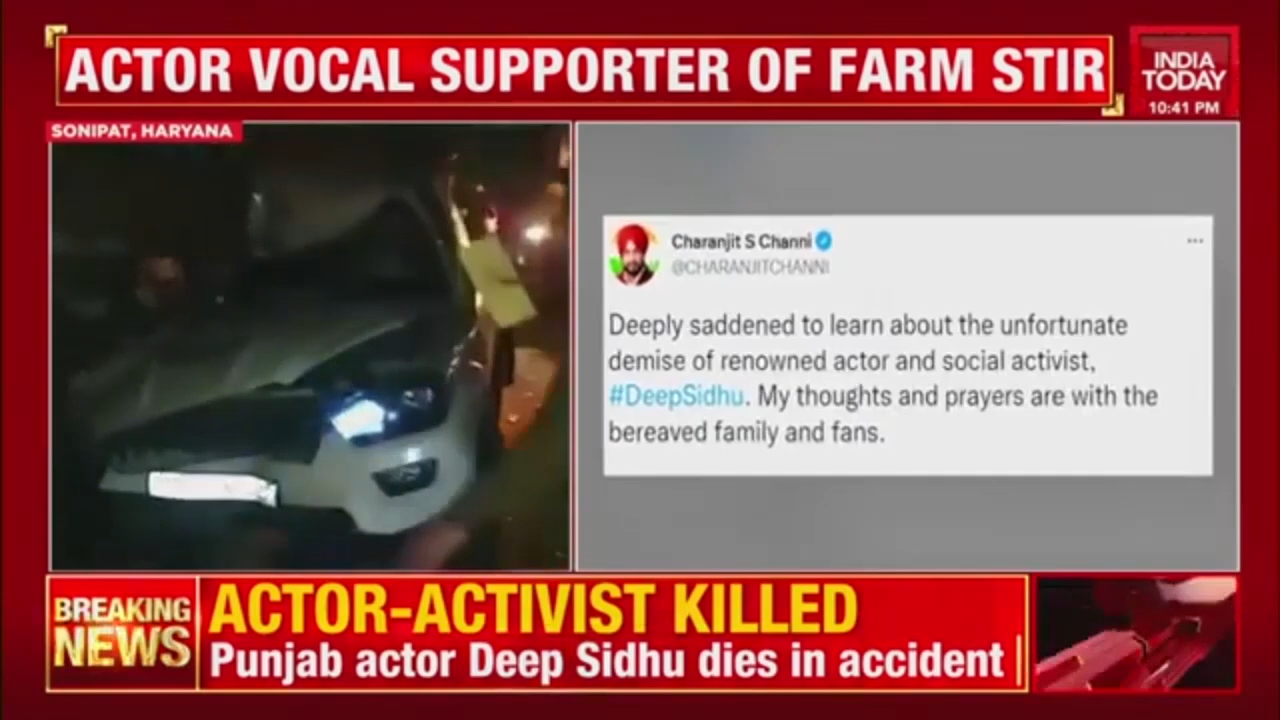 ACTOR VOCAL SUPPORTER OF FARM STIR
INDIA
TODAY
10:41 PM
SONIPAT, HARYANA
Charanjit S Channi
@CHARANJITCHANNI
Deeply saddened to learn about the unfortunate
demise of renowned actor and social activist,
#DeepSidhu. My thoughts and prayers are with the
bereaved family and fans.
BREAKING
NEWS
ACTOR-ACTIVIST KILLED
Punjab actor Deep Sidhu dies in accident